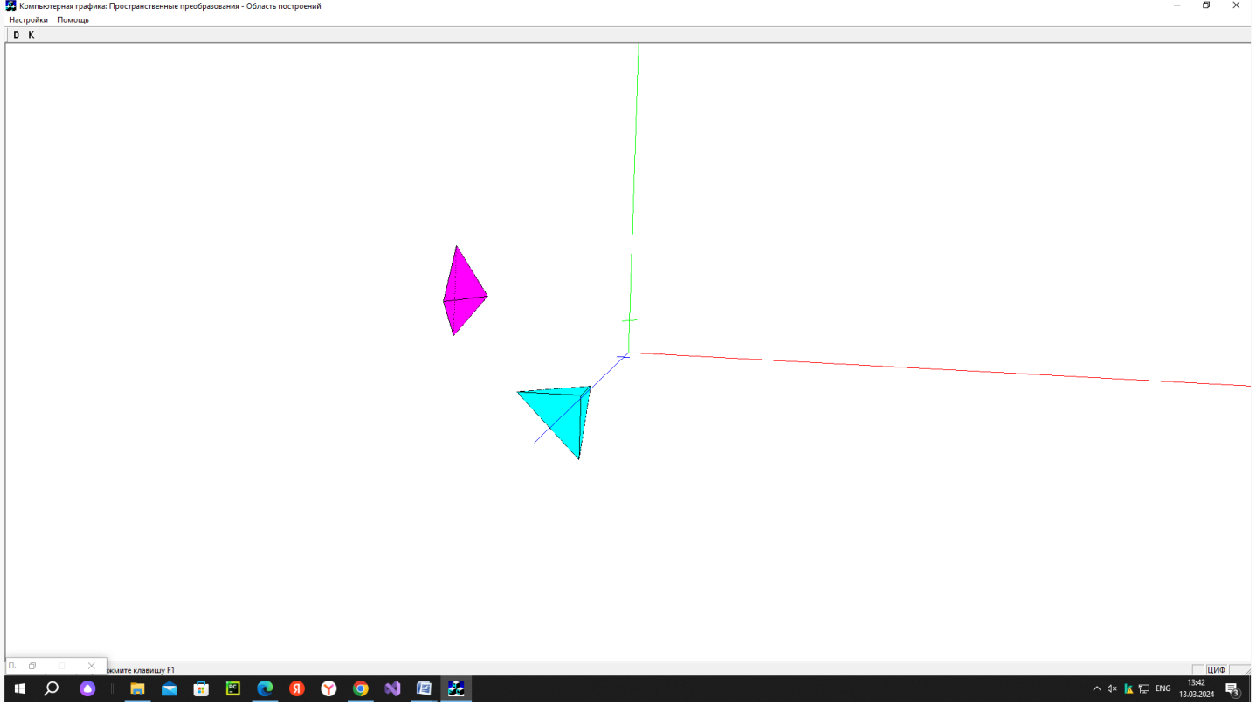 Компьютерная графика: Пространственные преобразования - Область построений
Настройки Помощь
D K
П.
жмите клавишу F1
ЦИФ
ENG
13:42
13.03.2024